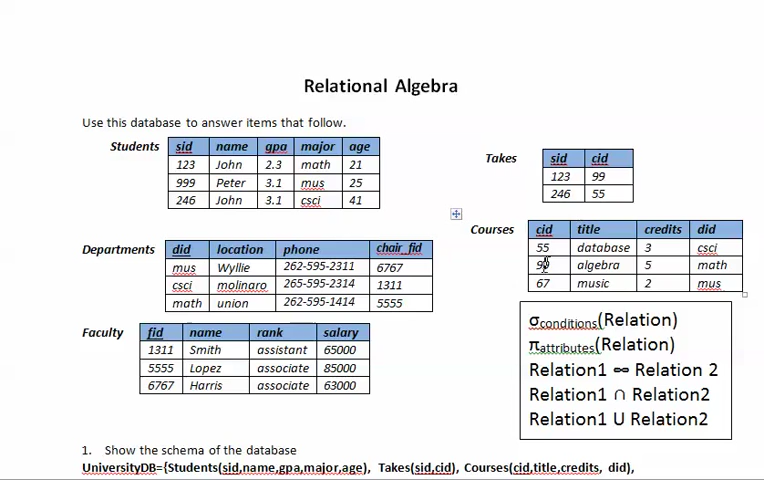 Relational Algebra
Use this database to answer items that follow.
Students
sid name gpa major age
123 John 2.3 math 21
999 Peter 3.1 mus 25
246 John 3.1 csci 41
Takes
sid cid
123 99
246 55
Courses
cid title credits did
55 database 3 csci
algebra 5 math
67 music 2 mus
Departments
did location phone chair_fid
mus Wyllie 262-595-2311 6767
csci molinaro 265-595-2314 1311
math union 262-595-1414 5555
Faculty
fid name rank salary
1311 Smith assistant 65000
5555 Lopez associate 85000
6767 Harris associate 63000
σconditions(Relation)
πattributes(Relation)
Relation1 ∞ Relation 2
Relation1 ∩ Relation2
Relation1 U Relation2
1. Show the schema of the database
UniversityDB={Students(sid,name,gpa,major,age), Takes(sid,cid), Courses(cid,title,credits, did),